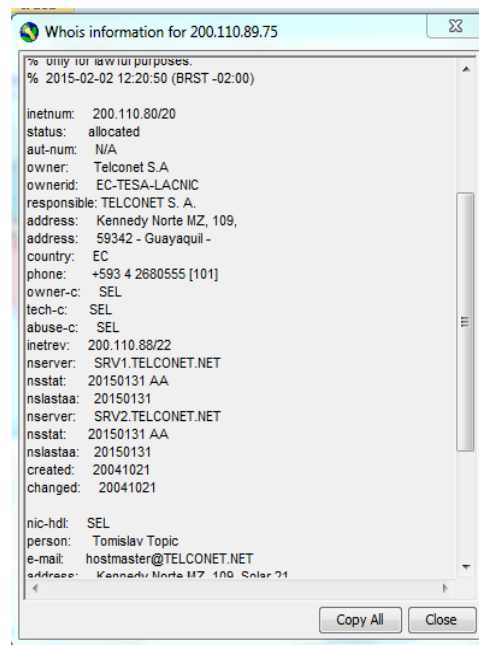 Whois information for 200.110.89.75
% only for lawful purposes.
% 2015-02-02 12:20:50 (BRST -02:00)
inetnum: 200.110.80/20
status: allocated
aut-num: N/A
owner: Telconet S.A
ownerid: EC-TESA-LACNIC
responsible: TELCONET S. A.
address: Kennedy Norte MZ, 109,
address: 59342 - Guayaquil -
country: EC
phone: +593 4 2680555 [101]
owner-c: SEL
tech-c: SEL
abuse-c: SEL
inetrev: 200.110.88/22
nserver: SRV1.TELCONET.NET
nsstat: 20150131 AA
nslastaa: 20150131
nserver: SRV2.TELCONET.NET
nsstat: 20150131 AA
nslastaa: 20150131
created: 20041021
changed: 20041021
nic-hdl: SEL
person: Tomislav Topic
e-mail: hostmaster@TELCONET.NET
address: Kennedy Norte MZ, 109, Solar 21
Copy All Close